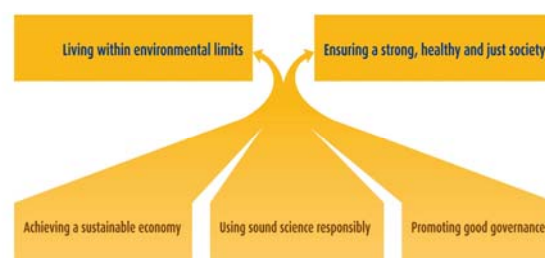 Living within environmental limits
Ensuring a strong, healthy and just society
Achieving a sustainable economy
Using sound science responsibly
Promoting good governance